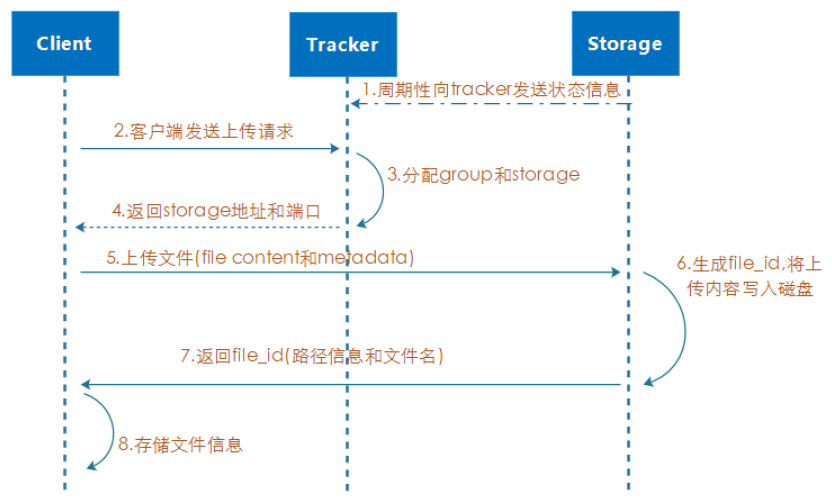 Client
Tracker
Storage
1.周期性向tracker发送状态信息
2.客户端发送上传请求
3.分配group和storage
4.返回storage地址和端口
5.上传文件(file content和metadata)
6.生成file_id,将上
传内容写入磁盘
7.返回file_id(路径信息和文件名)
8.存储文件信息